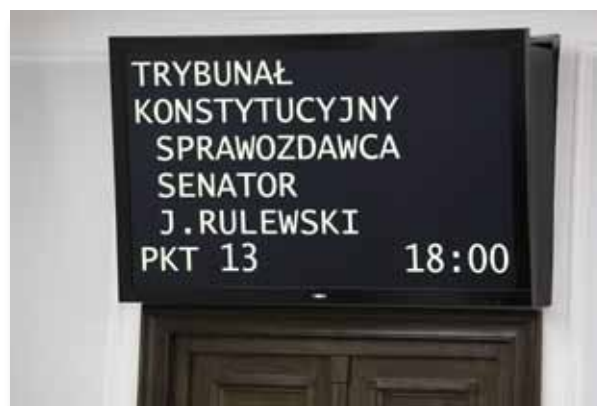 TRYBUNAŁ
KONSTYTUCYJNY
SPRAWOZDAWCA
SENATOR
J.RULEWSKI
PKT 13 18:00